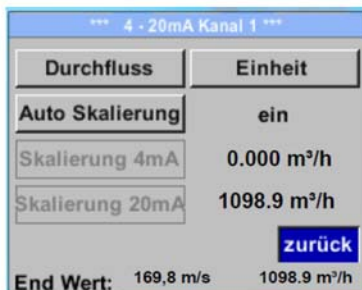 *** 4 - 20mA Kanal 1 ***
Durchfluss Einheit
Auto Skalierung ein
Skalierung 4mA 0.000 m³/h
Skalierung 20mA 1098.9 m³/h
zurück
End Wert: 169,8 m/s 1098.9 m³/h